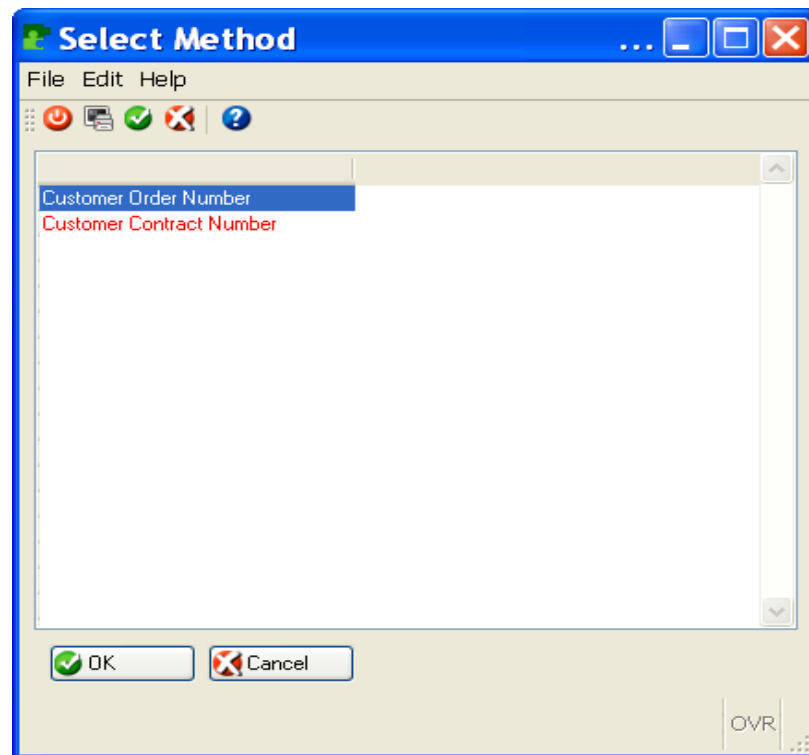 Select Method ...
File Edit Help
Customer Order Number
Customer Contract Number
OK Cancel
OVR